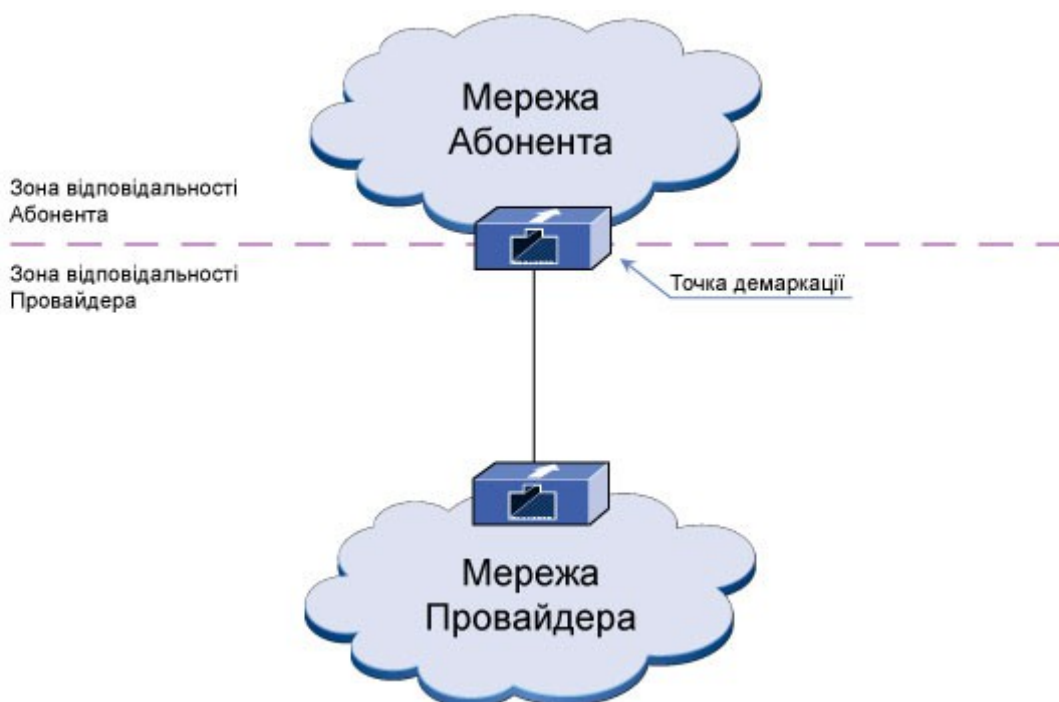 Мережа
Абонента
Зона відповідальності
Абонента
Зона відповідальності
Провайдера
Точка демаркації
Мережа
Провайдера